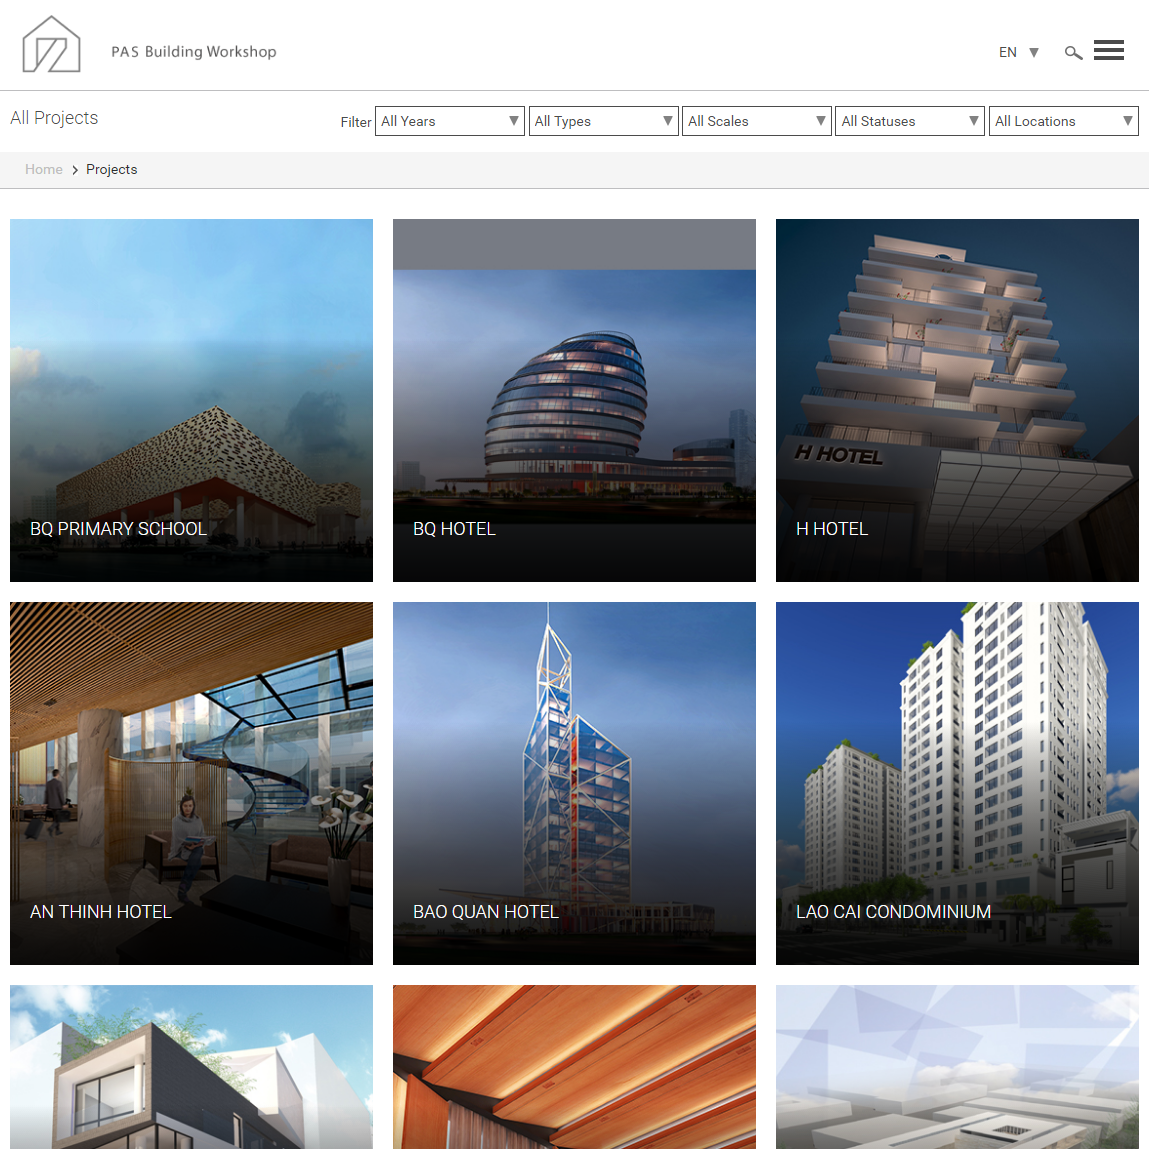 PAS Building Workshop
EN
All Projects
Filter
All Years
All Types
All Scales
All Statuses
All Locations
Home
Projects
H HOTEL
BQ PRIMARY SCHOOL
BQ HOTEL
H HOTEL
AN THINH HOTEL
BAO QUAN HOTEL
LAO CAI CONDOMINIUM